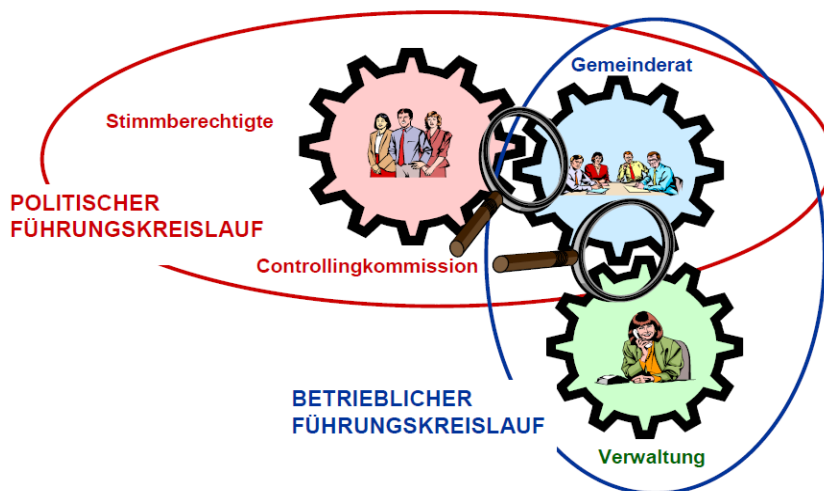 Gemeinderat
Stimmberechtigte
POLITISCHER
FÜHRUNGSKREISLAUF
Controllingkommission
BETRIEBLICHER
FÜHRUNGSKREISLAUF
Verwaltung